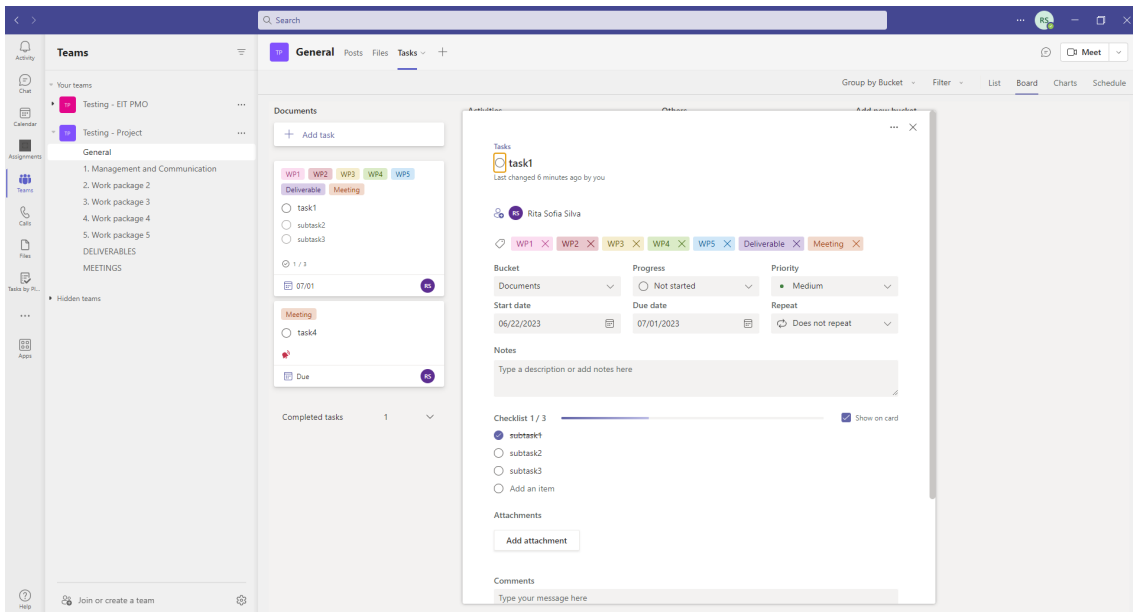 Search
RS
Activity
Chat
Calendar
Assignments
Teams
Calls
Files
Tasks by Pl...
Apps
Help
Teams
Your teams
TP Testing - EIT PMO
TP Testing - Project
General
1. Management and Communication
2. Work package 2
3. Work package 3
4. Work package 4
5. Work package 5
DELIVERABLES
MEETINGS
Hidden teams
Join or create a team
TP General Posts Files Tasks
Meet
Group by Bucket Filter List Board Charts Schedule
Documents
Activities
Others
Add new bucket
Add task
WP1 WP2 WP3 WP4 WP5
Deliverable Meeting
task1
subtask2
subtask3
1 / 3
07/01 RS
Meeting
task4
Due RS
Completed tasks 1
Tasks
task1
Last changed 6 minutes ago by you
RS Rita Sofia Silva
WP1 WP2 WP3 WP4 WP5 Deliverable Meeting
Bucket Progress Priority
Documents Not started Medium
Start date Due date Repeat
06/22/2023 07/01/2023 Does not repeat
Notes
Type a description or add notes here
Checklist 1 / 3 Show on card
subtask1
subtask2
subtask3
Add an item
Attachments
Add attachment
Comments
Type your message here